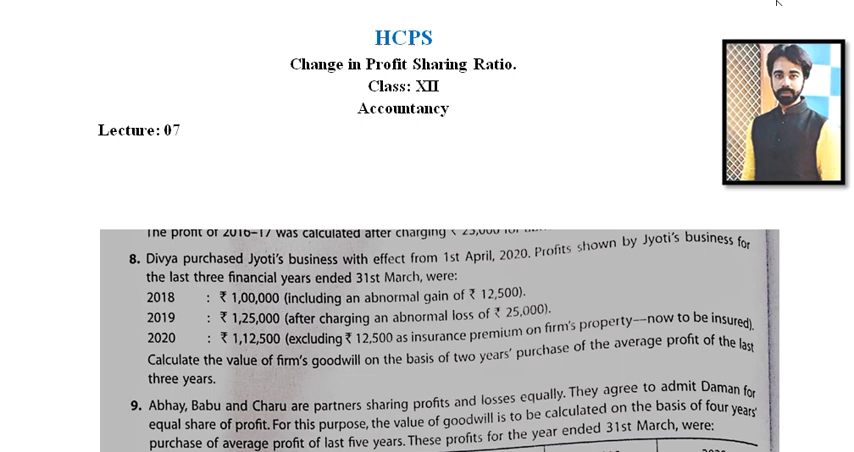 HCPS
Change in Profit Sharing Ratio.
Class: XII
Accountancy
Lecture: 07
The profit of 2016–17 was calculated after charging ₹ 25,000 for
8. Divya purchased Jyoti's business with effect from 1st April, 2020. Profits shown by Jyoti's business for
the last three financial years ended 31st March, were:
2018 : ₹ 1,00,000 (including an abnormal gain of ₹ 12,500).
2019 : ₹ 1,25,000 (after charging an abnormal loss of ₹ 25,000).
2020 : ₹ 1,12,500 (excluding ₹ 12,500 as insurance premium on firm's property—now to be insured).
Calculate the value of firm's goodwill on the basis of two years' purchase of the average profit of the last
three years.
9. Abhay, Babu and Charu are partners sharing profits and losses equally. They agree to admit Daman for
equal share of profit. For this purpose, the value of goodwill is to be calculated on the basis of four years'
purchase of average profit of last five years. These profits for the year ended 31st March, were: